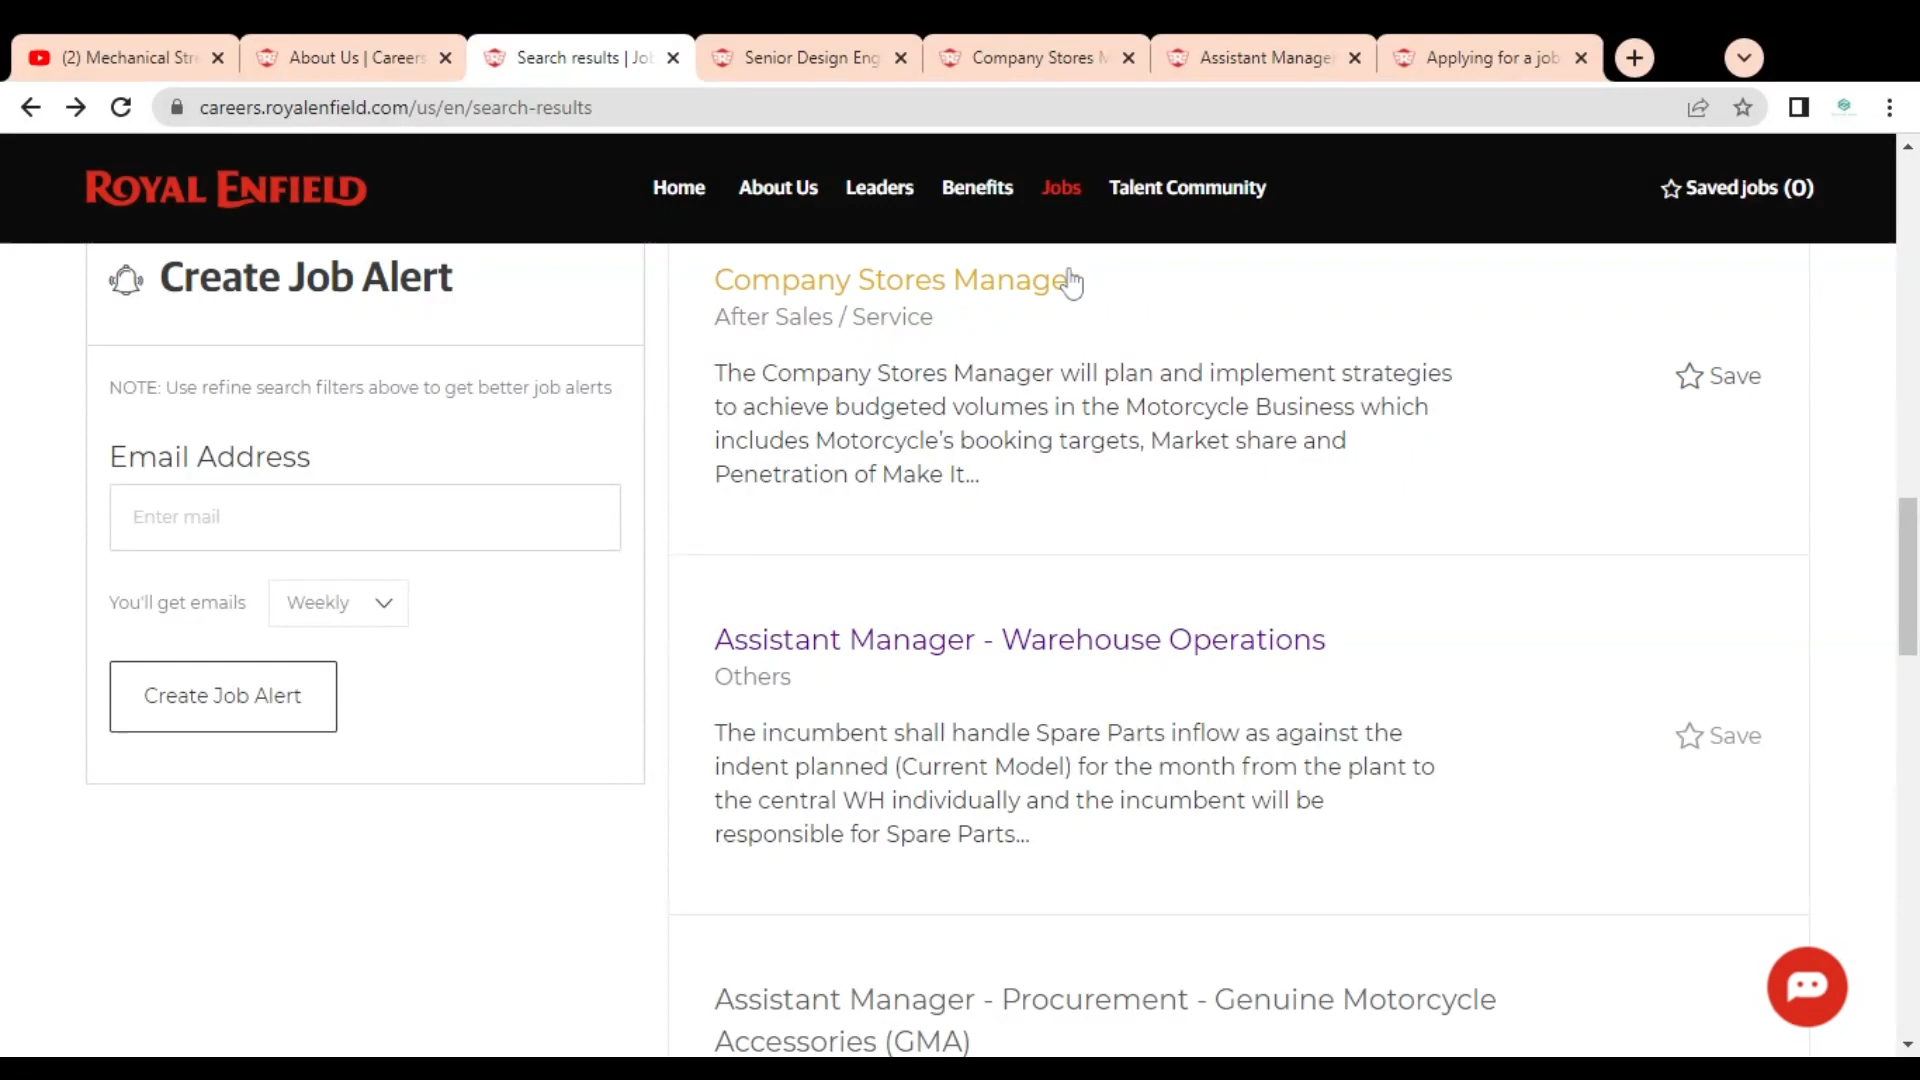 (2) Mechanical Str
About Us | Careers
Search results | Jo
Senior Design Eng
Company Stores M
Assistant Manage
Applying for a job
careers.royalenfield.com/us/en/search-results
ROYAL ENFIELD
Home
About Us
Leaders
Benefits
Jobs
Talent Community
Saved jobs (0)
Create Job Alert
NOTE: Use refine search filters above to get better job alerts
Email Address
Enter mail
You'll get emails
Weekly
Create Job Alert
Company Stores Manage
After Sales / Service
The Company Stores Manager will plan and implement strategies
to achieve budgeted volumes in the Motorcycle Business which
includes Motorcycle's booking targets, Market share and
Penetration of Make It...
Save
Assistant Manager - Warehouse Operations
Others
The incumbent shall handle Spare Parts inflow as against the
indent planned (Current Model) for the month from the plant to
the central WH individually and the incumbent will be
responsible for Spare Parts...
Save
Assistant Manager - Procurement - Genuine Motorcycle
Accessories (GMA)